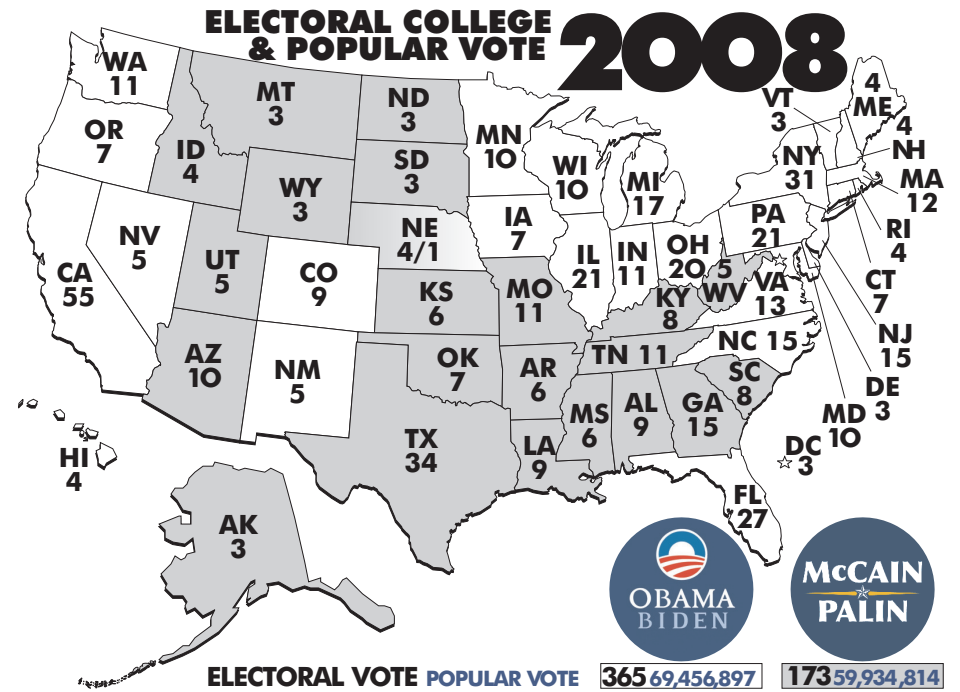 ELECTORAL COLLEGE
& POPULAR VOTE
2008
WA
11
OR
7
CA
55
NV
5
ID
4
MT
3
WY
3
UT
5
AZ
10
CO
9
NM
5
ND
3
SD
3
NE
4/1
KS
6
OK
7
TX
34
MN
10
IA
7
MO
11
AR
6
LA
9
WI
10
IL
21
MI
17
IN
11
OH
20
KY
8
TN 11
MS
6
AL
9
GA
15
FL
27
SC
8
NC 15
VA
13
5
WV
PA
21
NY
31
VT
3
4
ME
4
NH
MA
12
RI
4
CT
7
NJ
15
DE
3
MD
10
DC
3
HI
4
AK
3
OBAMA
BIDEN
McCAIN
PALIN
ELECTORAL VOTE POPULAR VOTE 365 69,456,897 173 59,934,814